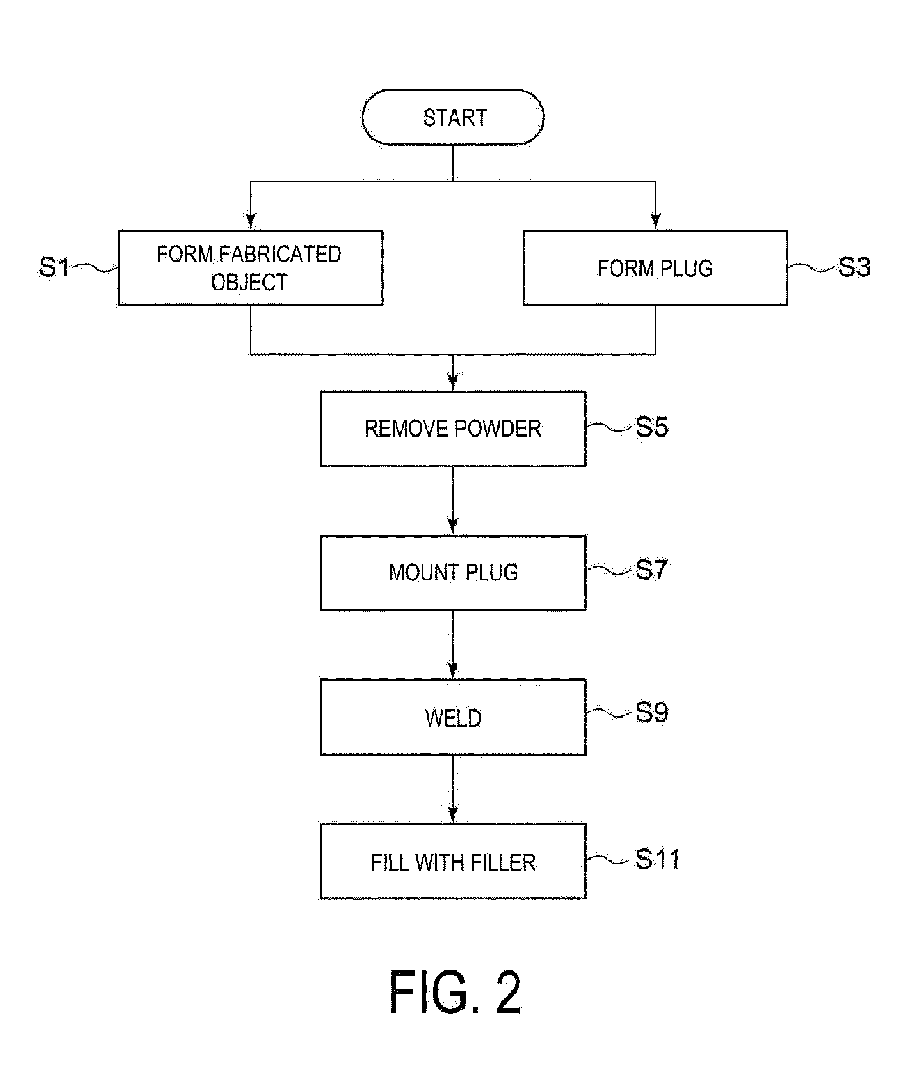 START
S1
FORM FABRICATED
OBJECT
FORM PLUG
S3
REMOVE POWDER
S5
MOUNT PLUG
S7
WELD
S9
FILL WITH FILLER
S11
FIG. 2